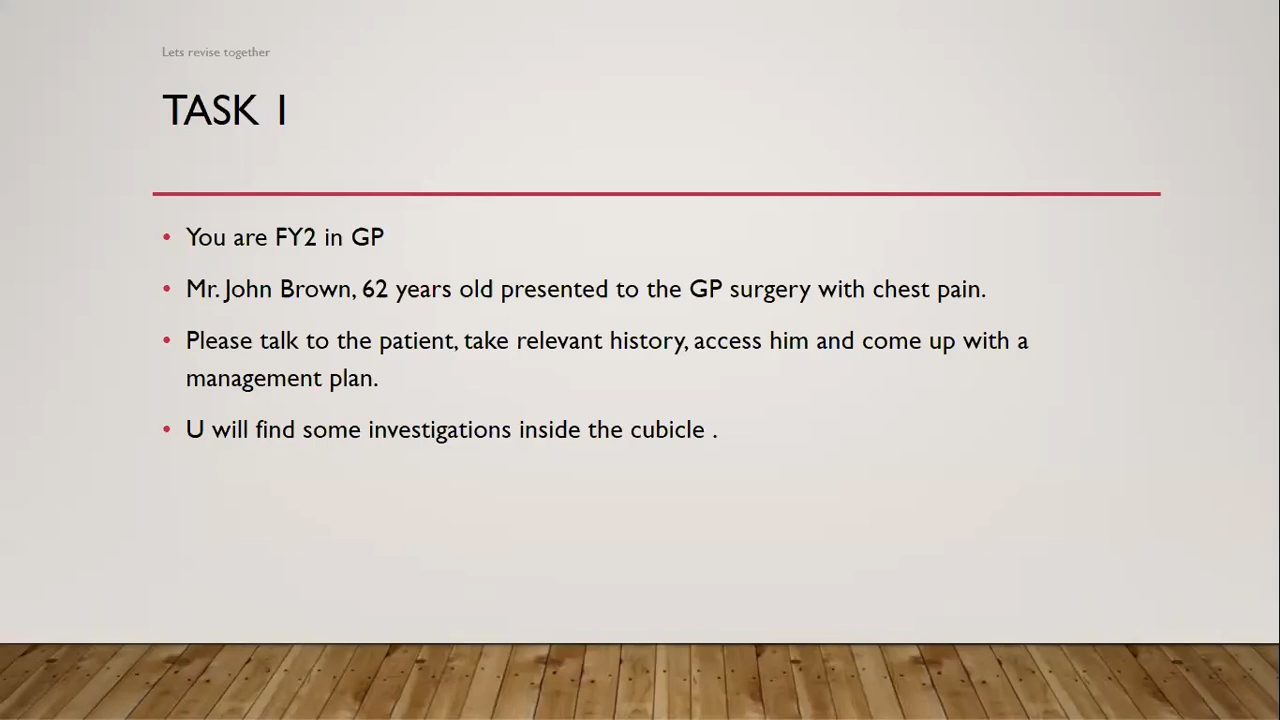 Lets revise together
TASK 1
• You are FY2 in GP
• Mr. John Brown, 62 years old presented to the GP surgery with chest pain.
• Please talk to the patient, take relevant history, access him and come up with a
management plan.
• U will find some investigations inside the cubicle .